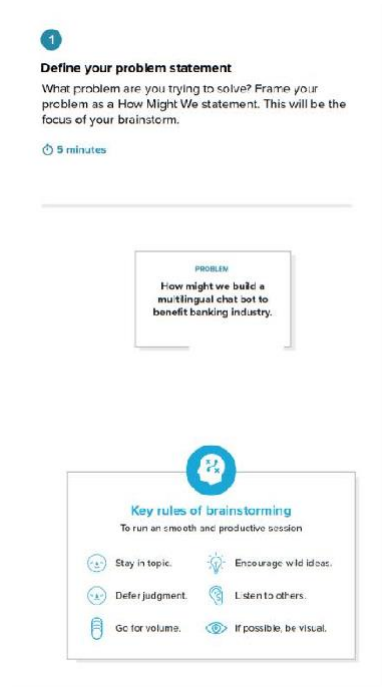 1
Define your problem statement
What problem are you trying to solve? Frame your
problem as a How Might We statement. This will be the
focus of your brainstorm.
5 minutes
PROBLEM
How might we build a
multilingual chat bot to
benefit banking industry.
Key rules of brainstorming
To run an smooth and productive session
Stay in topic.
Encourage wild ideas.
Defer judgment.
Listen to others.
Go for volume.
If possible, be visual.